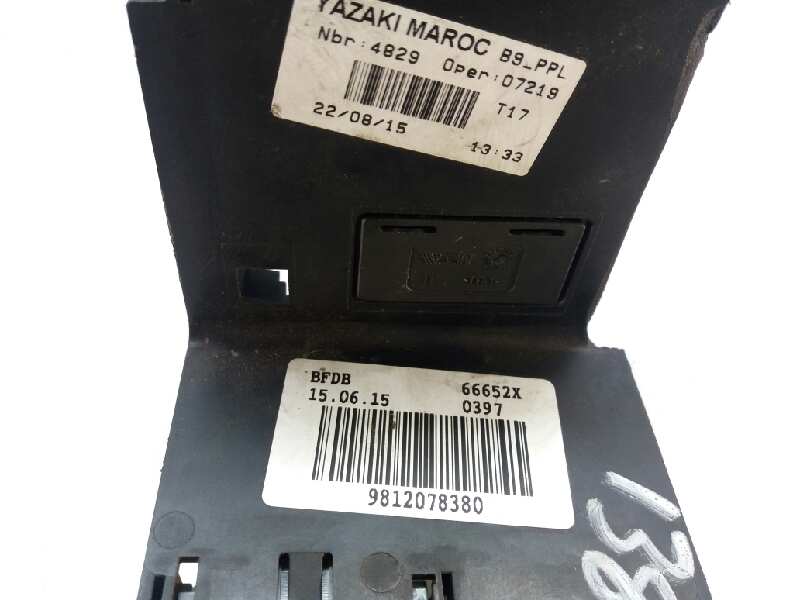 YAZAKI MAROC B9_PPL
Nbr:4829 Oper:07219
T17
22/08/15 13:33
BFDB 66652X
15.06.15 0397
9812078380
138